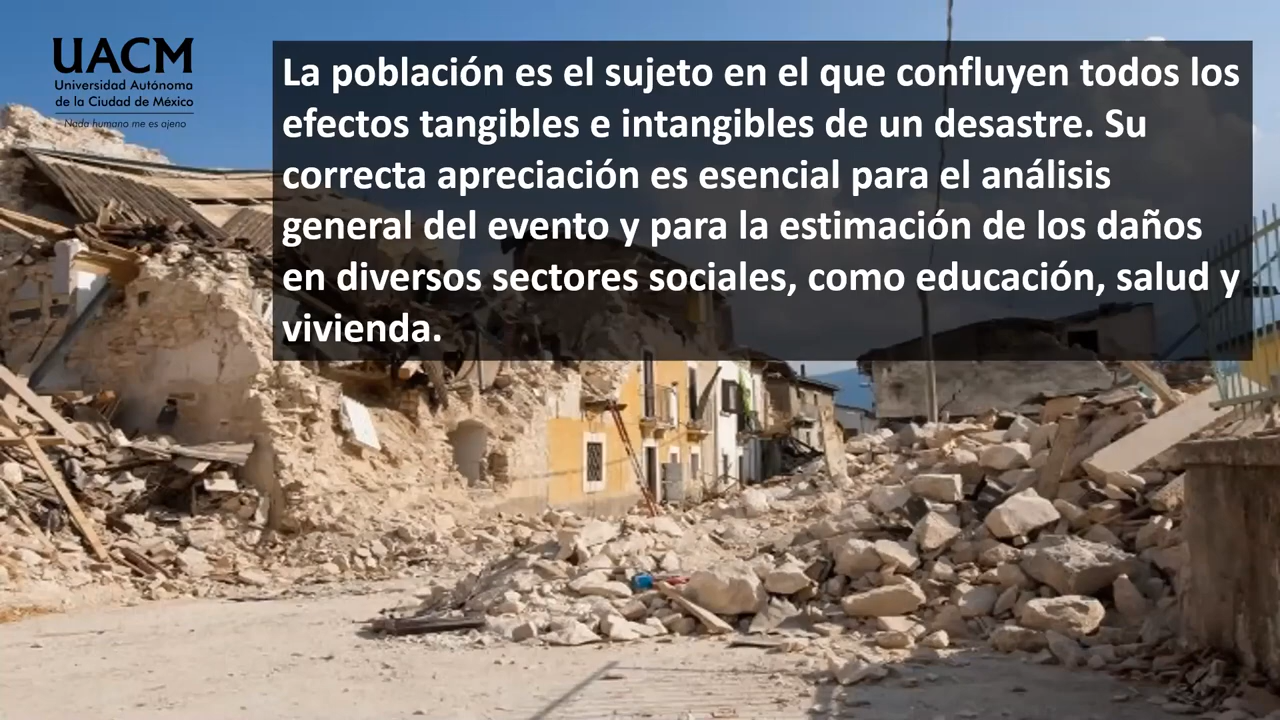 UACM
Universidad Autónoma
de la Ciudad de México
Nada humano me es ajeno
La población es el sujeto en el que confluyen todos los
efectos tangibles e intangibles de un desastre. Su
correcta apreciación es esencial para el análisis
general del evento y para la estimación de los daños
en diversos sectores sociales, como educación, salud y
vivienda.